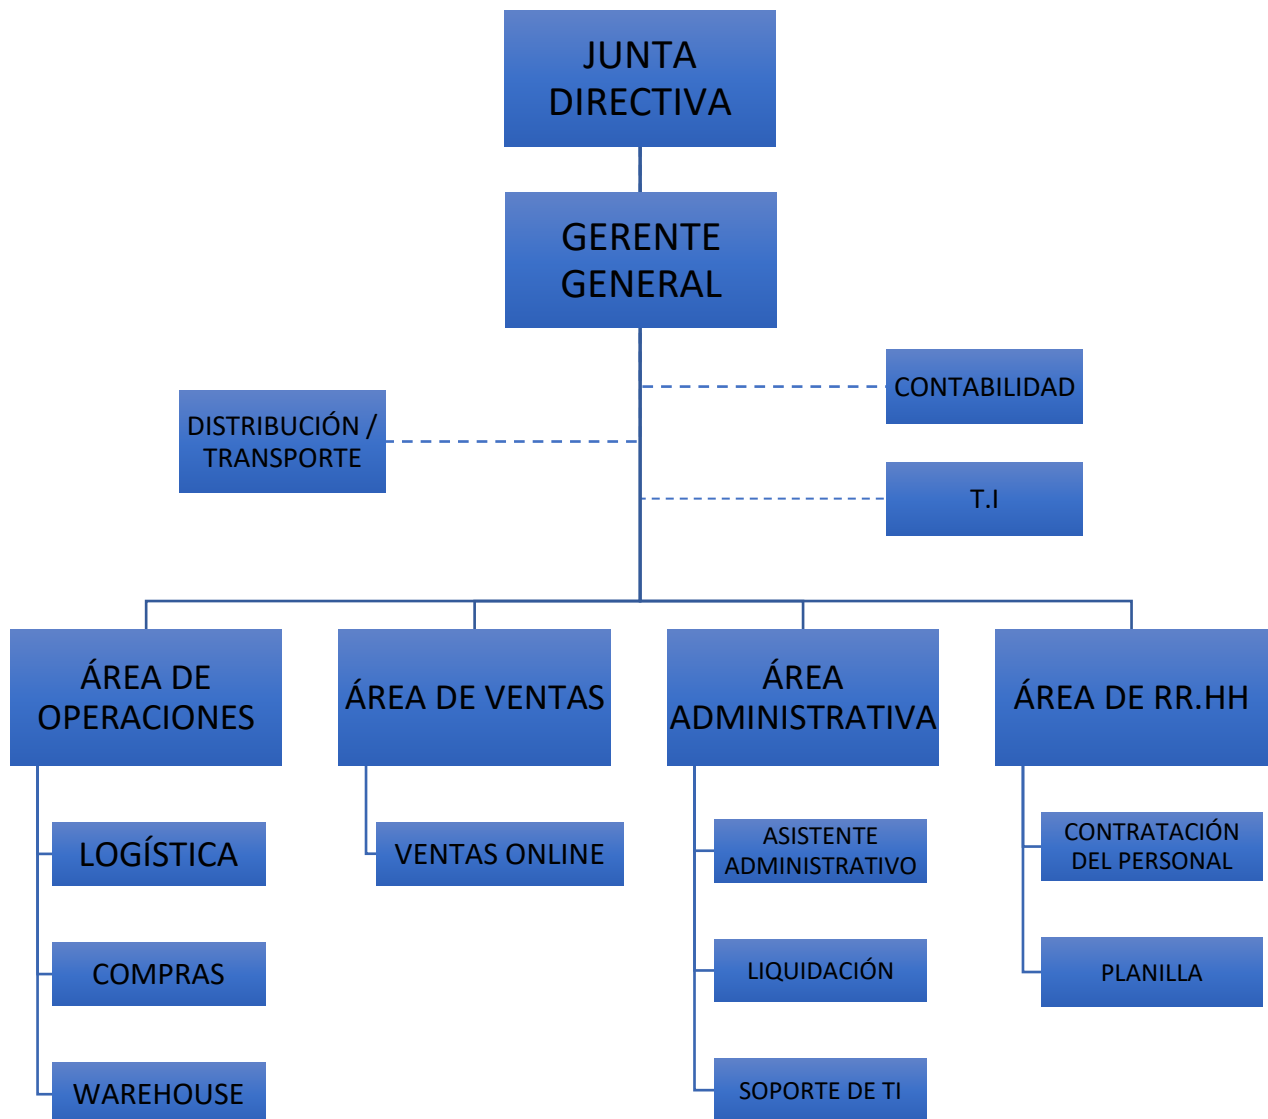 JUNTA
DIRECTIVA
GERENTE
GENERAL
CONTABILIDAD
DISTRIBUCIÓN /
TRANSPORTE
T.I
ÁREA DE
OPERACIONES
ÁREA DE VENTAS
ÁREA
ADMINISTRATIVA
ÁREA DE RR.HH
LOGÍSTICA
COMPRAS
WAREHOUSE
VENTAS ONLINE
ASISTENTE
ADMINISTRATIVO
LIQUIDACIÓN
SOPORTE DE TI
CONTRATACIÓN
DEL PERSONAL
PLANILLA